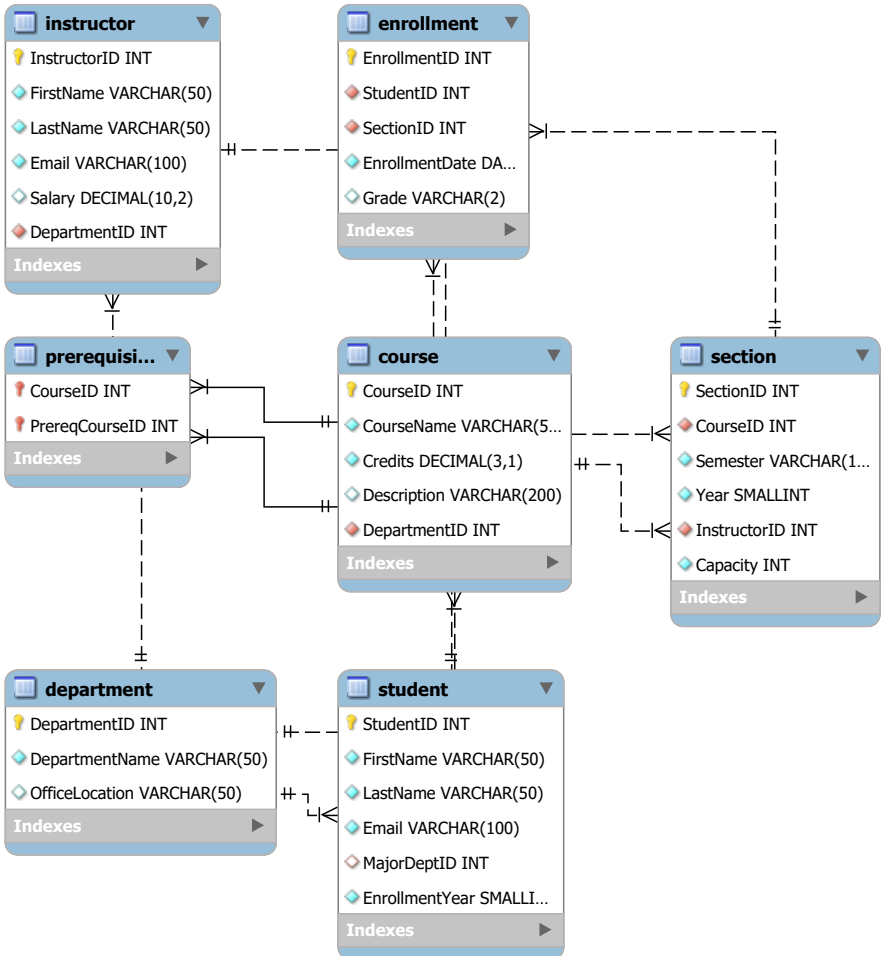 instructor
InstructorID INT
FirstName VARCHAR(50)
LastName VARCHAR(50)
Email VARCHAR(100)
Salary DECIMAL(10,2)
DepartmentID INT
Indexes
enrollment
EnrollmentID INT
StudentID INT
SectionID INT
EnrollmentDate DA...
Grade VARCHAR(2)
Indexes
prerequisi...
CourseID INT
PrereqCourseID INT
Indexes
course
CourseID INT
CourseName VARCHAR(5...
Credits DECIMAL(3,1)
Description VARCHAR(200)
DepartmentID INT
Indexes
section
SectionID INT
CourseID INT
Semester VARCHAR(1...
Year SMALLINT
InstructorID INT
Capacity INT
Indexes
department
DepartmentID INT
DepartmentName VARCHAR(50)
OfficeLocation VARCHAR(50)
Indexes
student
StudentID INT
FirstName VARCHAR(50)
LastName VARCHAR(50)
Email VARCHAR(100)
MajorDeptID INT
EnrollmentYear SMALLI...
Indexes